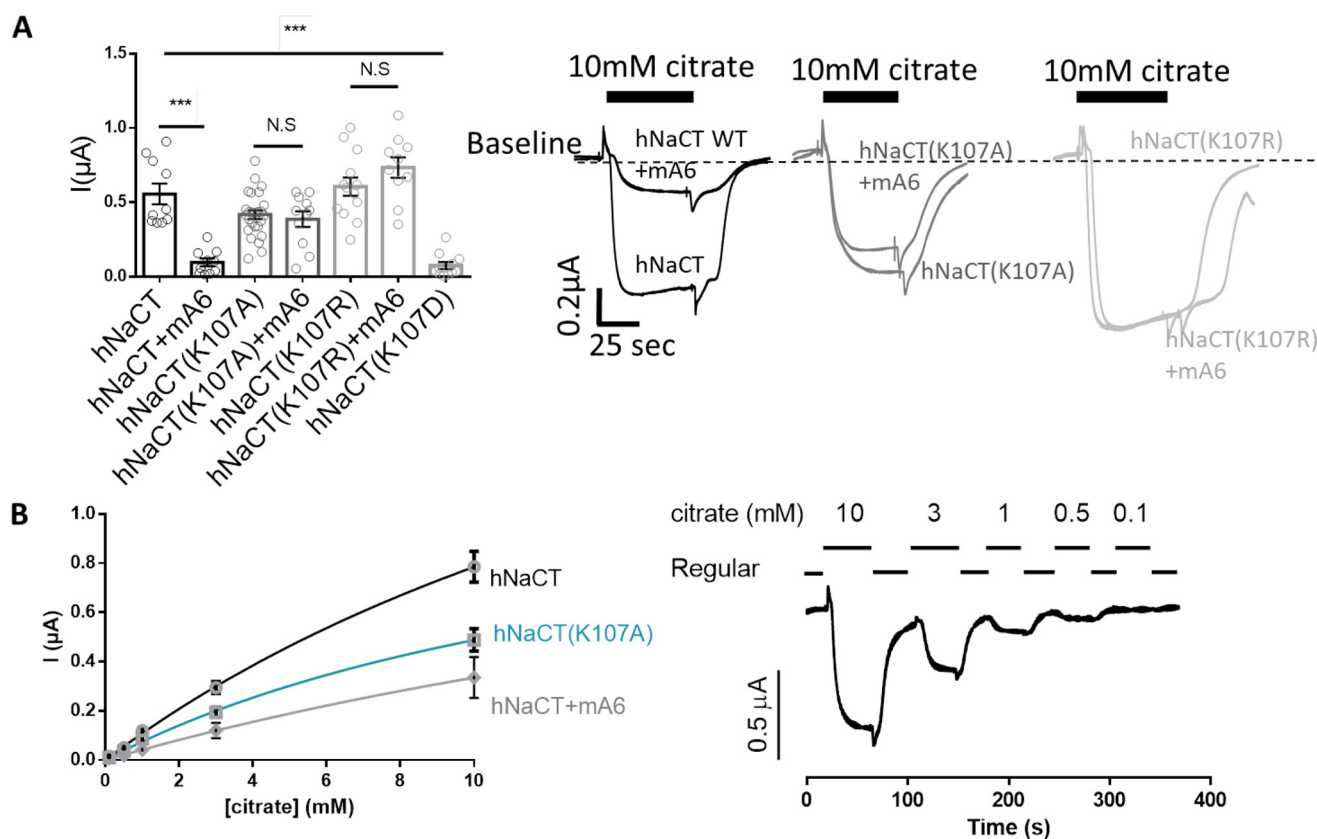 A
***
N.S
***
N.S
1.5
1.0
0.5
0.0
I(μA)
hNaCT
hNaCT+mA6
hNaCT(K107A)
hNaCT(K107A)+mA6
hNaCT(K107R)
hNaCT(K107R)+mA6
hNaCT(K107D)
10mM citrate
10mM citrate
10mM citrate
Baseline
hNaCT WT
+mA6
hNaCT
0.2μA
25 sec
hNaCT(K107A)
+mA6
hNaCT(K107A)
hNaCT(K107R)
hNaCT(K107R)
+mA6
B
1.0
0.8
0.6
0.4
0.2
0.0
I (μA)
0
2
4
6
8
10
[citrate] (mM)
hNaCT
hNaCT(K107A)
hNaCT+mA6
citrate (mM) 10 3 1 0.5 0.1
Regular
0.5 μA
0 100 200 300 400
Time (s)